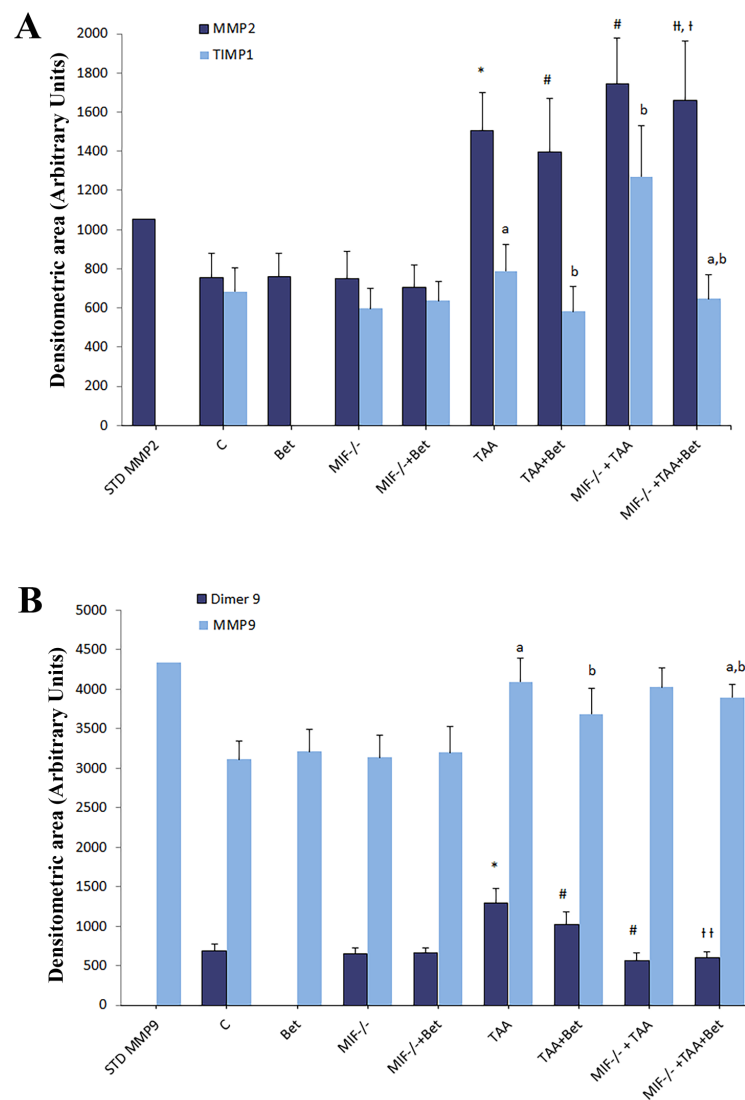 A
MMP2
TIMP1
Densitometric area (Arbitrary Units)
2000
1800
1600
1400
1200
1000
800
600
400
200
0
*
a
#
b
#
b
ƗƗ, Ɨ
a,b
STD MMP2
C
Bet
MIF-/-
MIF-/-+Bet
TAA
TAA+Bet
MIF-/- +TAA
MIF-/- +TAA+Bet
B
Dimer 9
MMP9
Densitometric area (Arbitrary Units)
5000
4500
4000
3500
3000
2500
2000
1500
1000
500
0
*
a
#
b
#
ƗƗ
a,b
STD MMP9
C
Bet
MIF-/-
MIF-/-+Bet
TAA
TAA+Bet
MIF-/- +TAA
MIF-/- +TAA+Bet